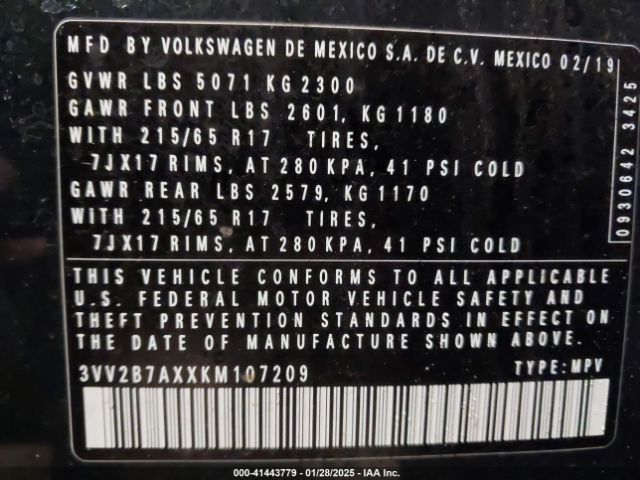 MFD BY VOLKSWAGEN DE MEXICO S.A. DE C.V. MEXICO 02/19
GVWR LBS 5071 KG 2300
GAWR FRONT LBS 2601, KG 1180
WITH 215/65 R17 TIRES,
7JX17 RIMS, AT 280 KPA, 41 PSI COLD
GAWR REAR LBS 2579, KG 1170
WITH 215/65 R17 TIRES,
7JX17 RIMS, AT 280 KPA, 41 PSI COLD
0930642 3425
THIS VEHICLE CONFORMS TO ALL APPLICABLE
U.S. FEDERAL MOTOR VEHICLE SAFETY AND
THEFT PREVENTION STANDARDS IN EFFECT ON
THE DATE OF MANUFACTURE SHOWN ABOVE.
3VV2B7AXXKM107209 TYPE: MPV
000-41443779 — 01/28/2025 — IAA Inc.